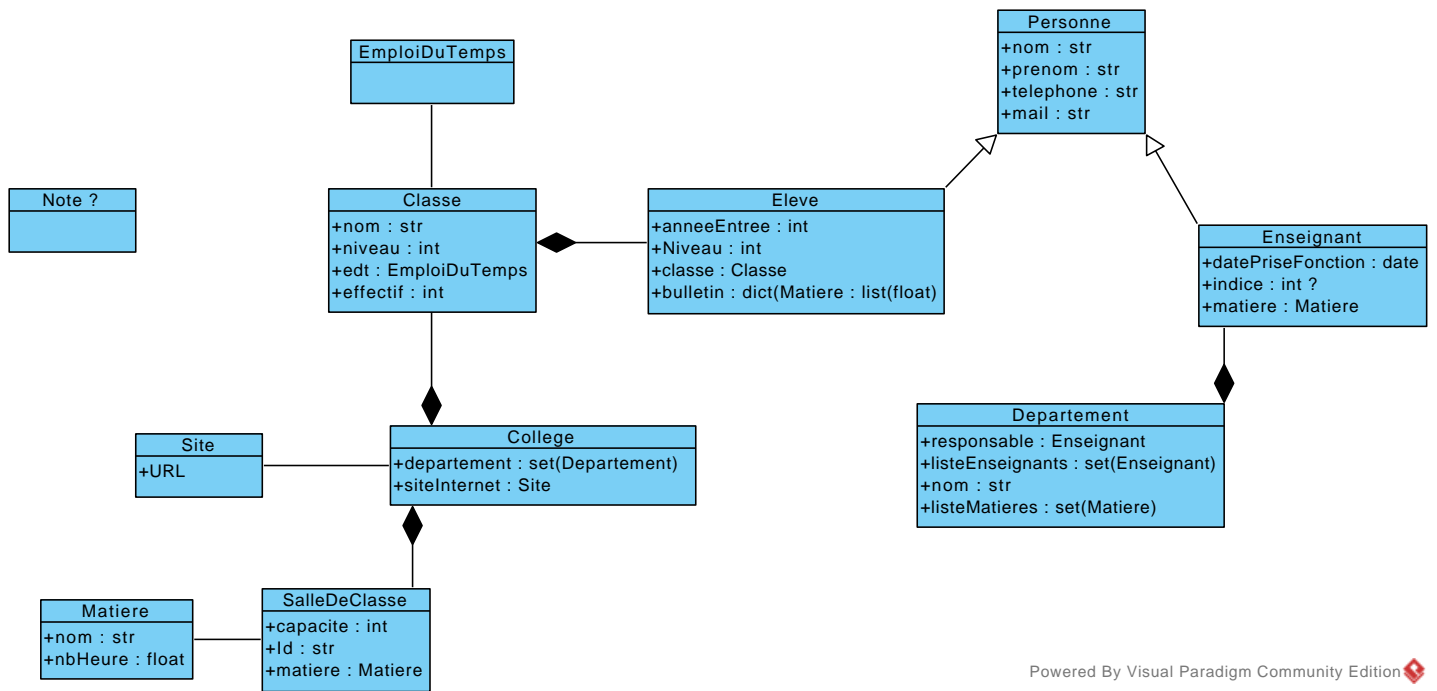 Personne
+nom : str
+prenom : str
+telephone : str
+mail : str
EmploiDuTemps
Note ?
Classe
+nom : str
+niveau : int
+edt : EmploiDuTemps
+effectif : int
Eleve
+anneeEntree : int
+Niveau : int
+classe : Classe
+bulletin : dict(Matiere : list(float)
Enseignant
+datePriseFonction : date
+indice : int ?
+matiere : Matiere
Departement
+responsable : Enseignant
+listeEnseignants : set(Enseignant)
+nom : str
+listeMatieres : set(Matiere)
Site
+URL
College
+departement : set(Departement)
+siteInternet : Site
Matiere
+nom : str
+nbHeure : float
SalleDeClasse
+capacite : int
+Id : str
+matiere : Matiere
Powered By Visual Paradigm Community Edition